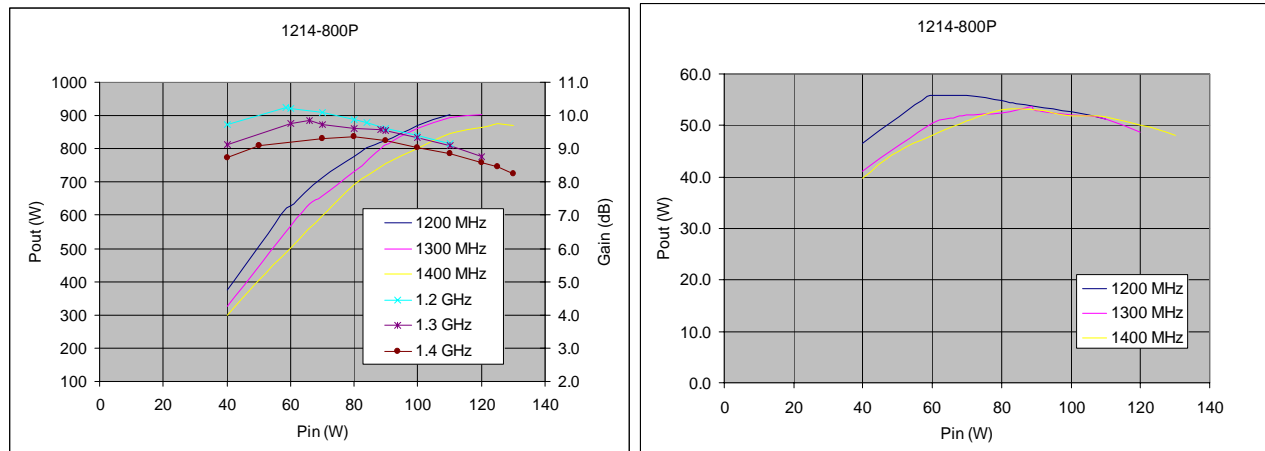 1214-800P
1000
900
800
700
600
500
400
300
200
100
Pout (W)
11.0
10.0
9.0
8.0
7.0
6.0
5.0
4.0
3.0
2.0
Gain (dB)
1200 MHz
1300 MHz
1400 MHz
1.2 GHz
1.3 GHz
1.4 GHz
0 20 40 60 80 100 120 140
Pin (W)
1214-800P
60.0
50.0
40.0
30.0
20.0
10.0
0.0
Pout (W)
1200 MHz
1300 MHz
1400 MHz
0 20 40 60 80 100 120 140
Pin (W)